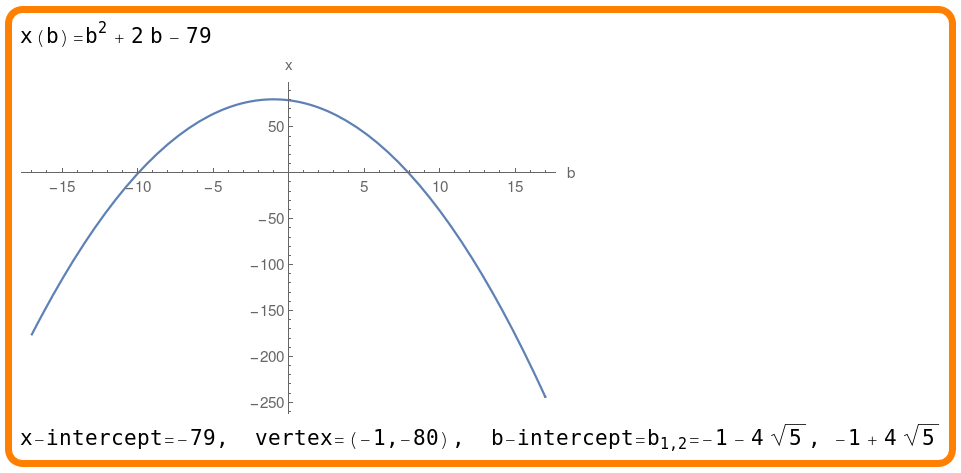 x(b)=b² + 2 b - 79
x
50
-15 -10 -5 5 10 15 b
-50
-100
-150
-200
-250
x-intercept=-79, vertex=(-1,-80), b-intercept=b₁,₂=-1 - 4 √5, -1 + 4 √5